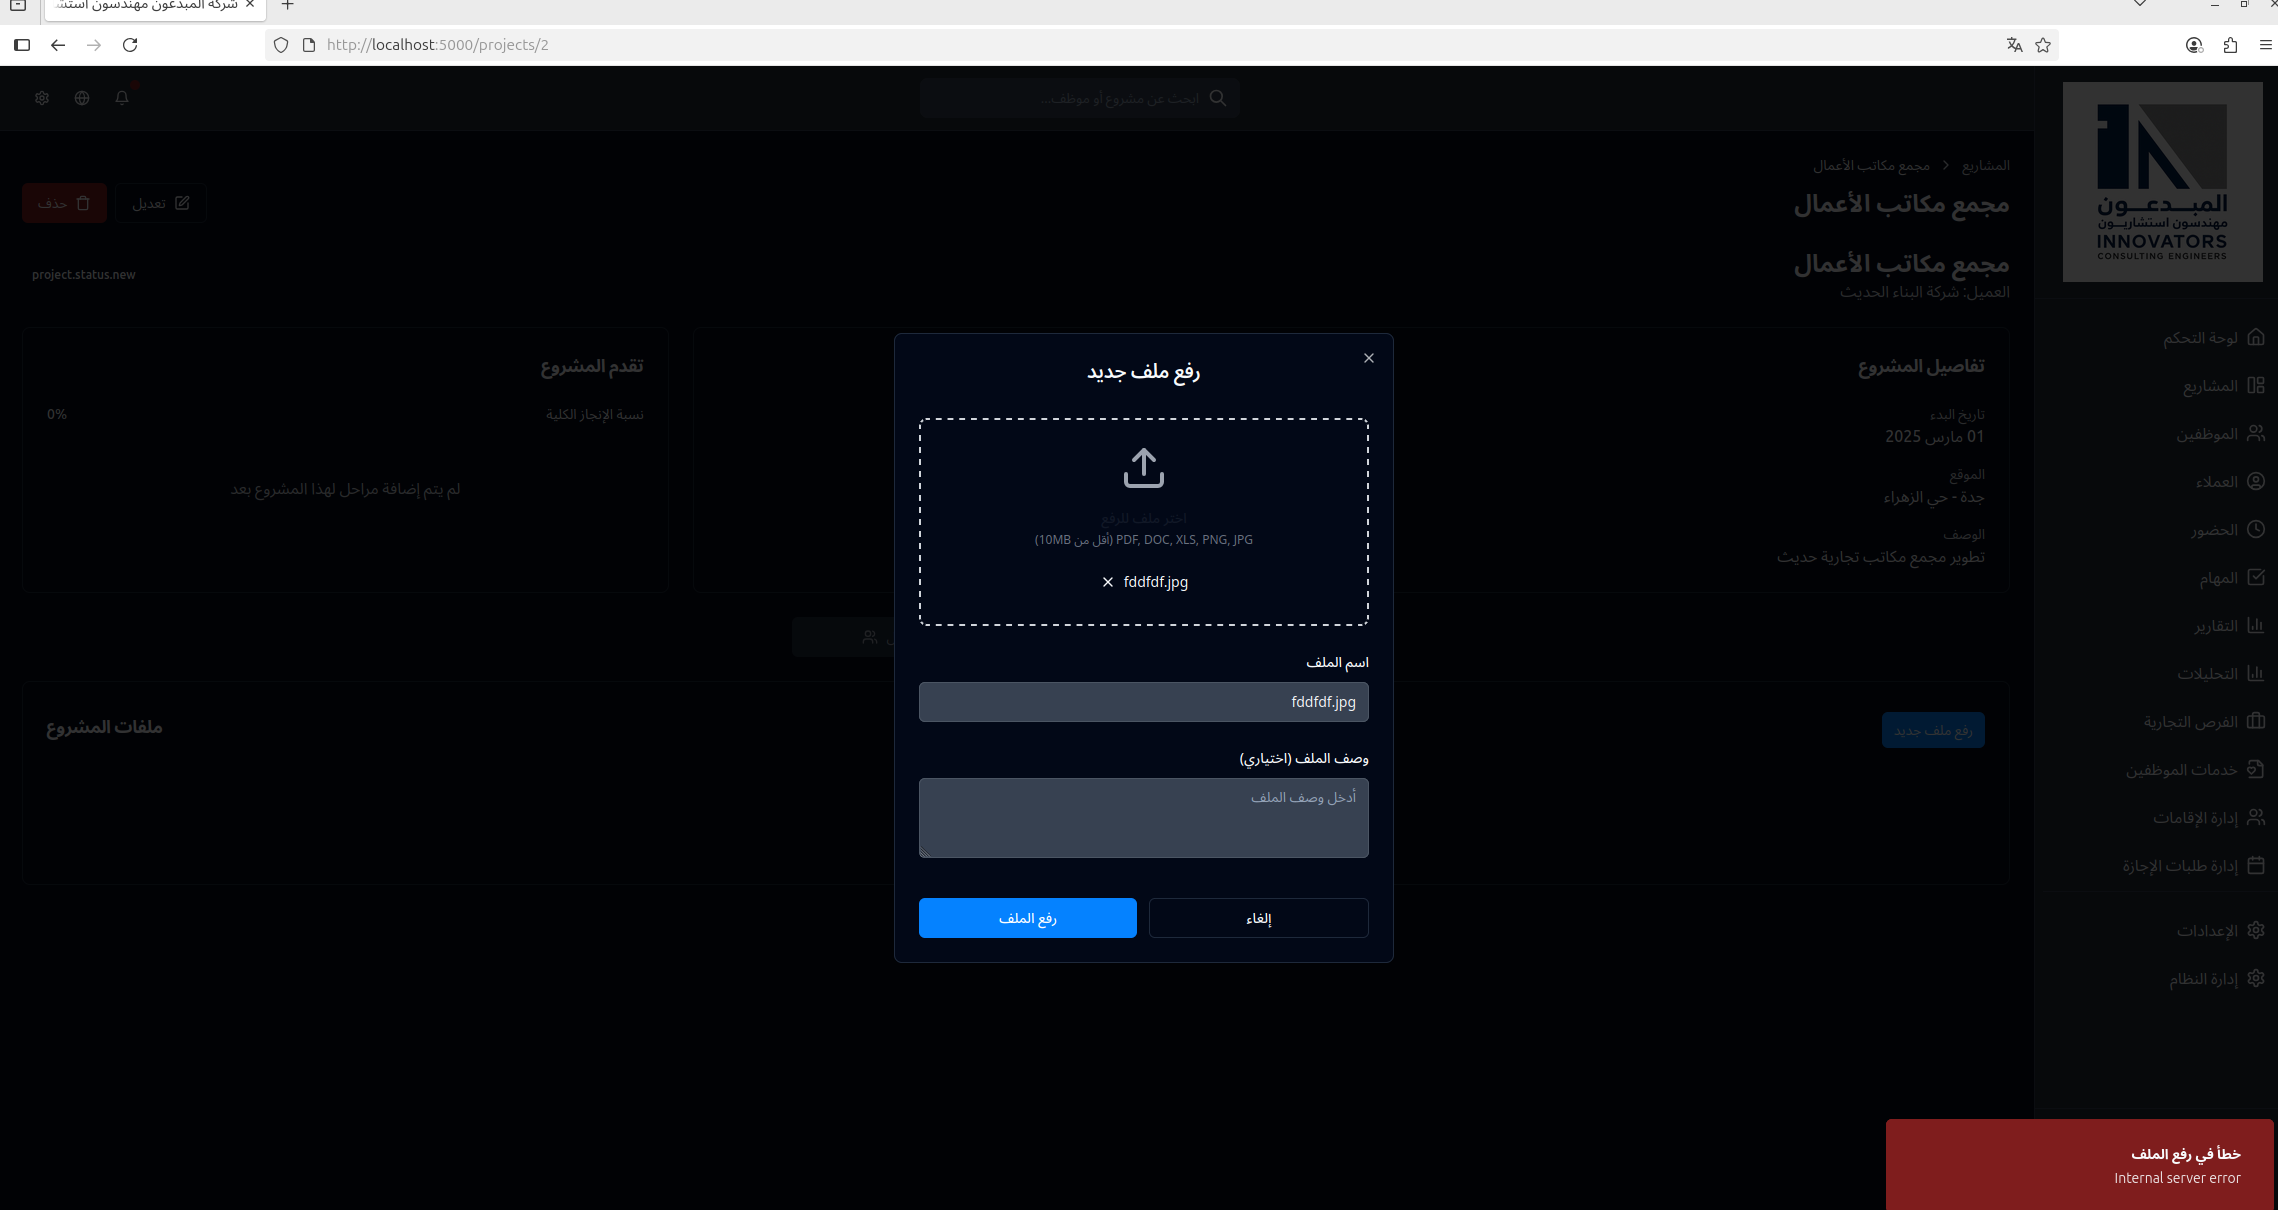 شركة المبدعون مهندسون استش
http://localhost:5000/projects/2
ابحث عن مشروع أو موظف...
المبدعون
مهندسون استشاريون
INNOVATORS
CONSULTING ENGINEERS
لوحة التحكم
المشاريع
الموظفين
العملاء
الحضور
المهام
التقارير
التحليلات
الفرص التجارية
خدمات الموظفين
إدارة الإقامات
إدارة طلبات الإجازة
الإعدادات
إدارة النظام
المشاريع
مجمع مكاتب الأعمال
مجمع مكاتب الأعمال
تعديل
حذف
مجمع مكاتب الأعمال
project.status.new
العميل: شركة البناء الحديث
تفاصيل المشروع
تاريخ البدء
01 مارس 2025
الموقع
جدة - حي الزهراء
الوصف
تطوير مجمع مكاتب تجارية حديث
تقدم المشروع
نسبة الإنجاز الكلية
0%
لم يتم إضافة مراحل لهذا المشروع بعد
رفع ملف جديد
ملفات المشروع
رفع ملف جديد
اختر ملف للرفع
PDF, DOC, XLS, PNG, JPG (أقل من 10MB)
fddfdf.jpg
اسم الملف
fddfdf.jpg
وصف الملف (اختياري)
أدخل وصف الملف
إلغاء
رفع الملف
خطأ في رفع الملف
Internal server error